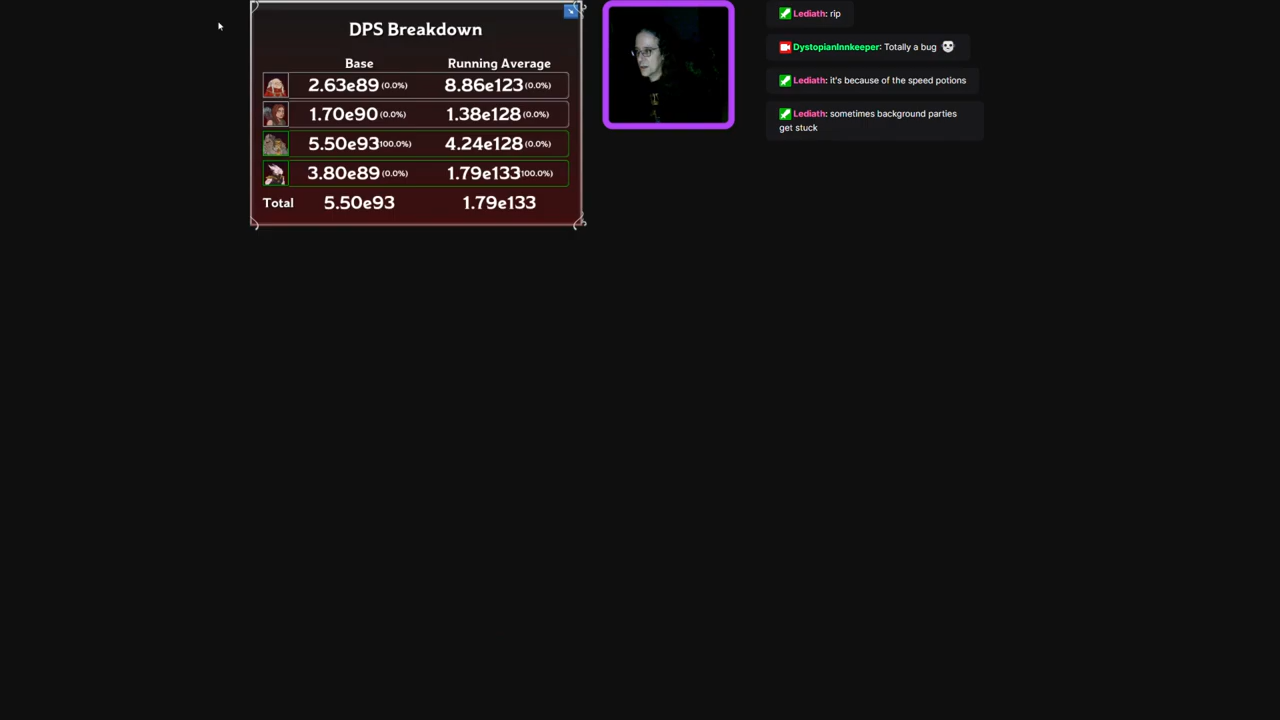 DPS Breakdown
Base Running Average
2.63e89 (0.0%) 8.86e123 (0.0%)
1.70e90 (0.0%) 1.38e128 (0.0%)
5.50e93 100.0%) 4.24e128 (0.0%)
3.80e89 (0.0%) 1.79e133 100.0%)
Total 5.50e93 1.79e133
Lediath: rip
DystopianInnkeeper: Totally a bug
Lediath: it's because of the speed potions
Lediath: sometimes background parties
get stuck